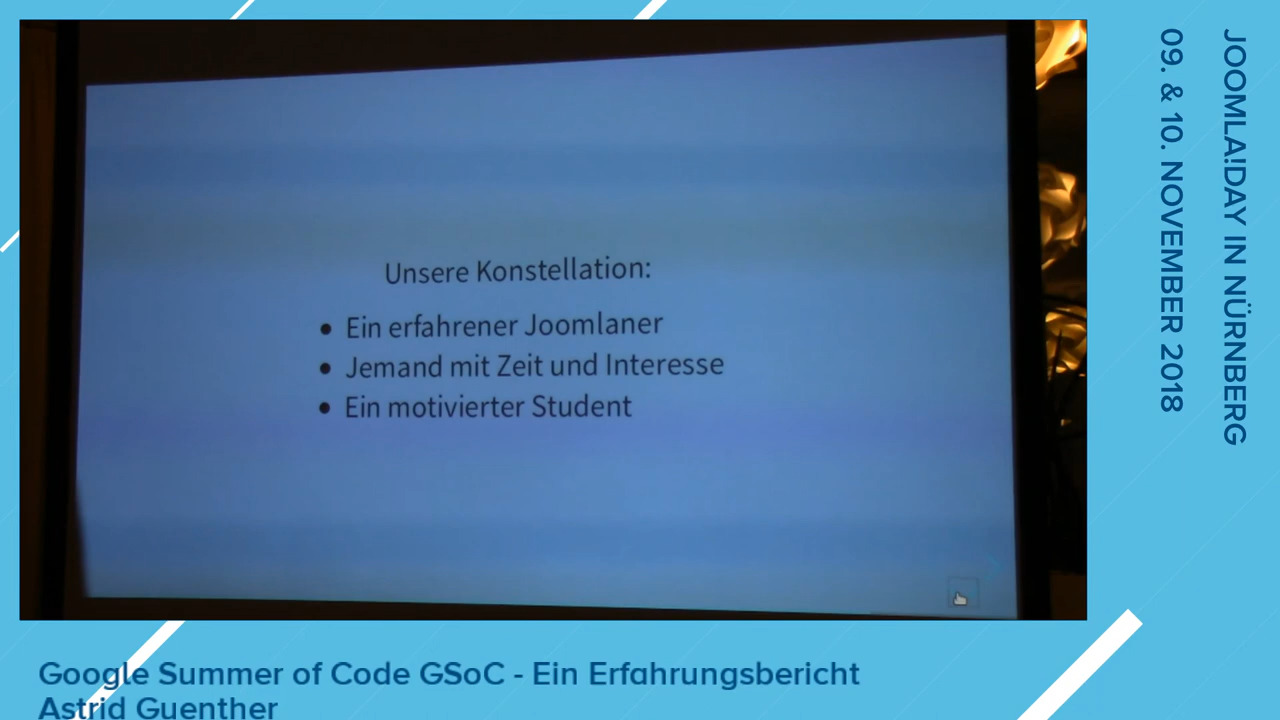 Unsere Konstellation:
Ein erfahrener Joomlaner
Jemand mit Zeit und Interesse
Ein motivierter Student
JOOMLA!DAY IN NÜRNBERG
09. & 10. NOVEMBER 2018
Google Summer of Code GSoC - Ein Erfahrungsbericht
Astrid Guenther